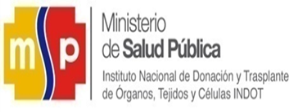 msp
Ministerio
de Salud Pública
Instituto Nacional de Donación y Trasplante
de Órganos, Tejidos y Células INDOT